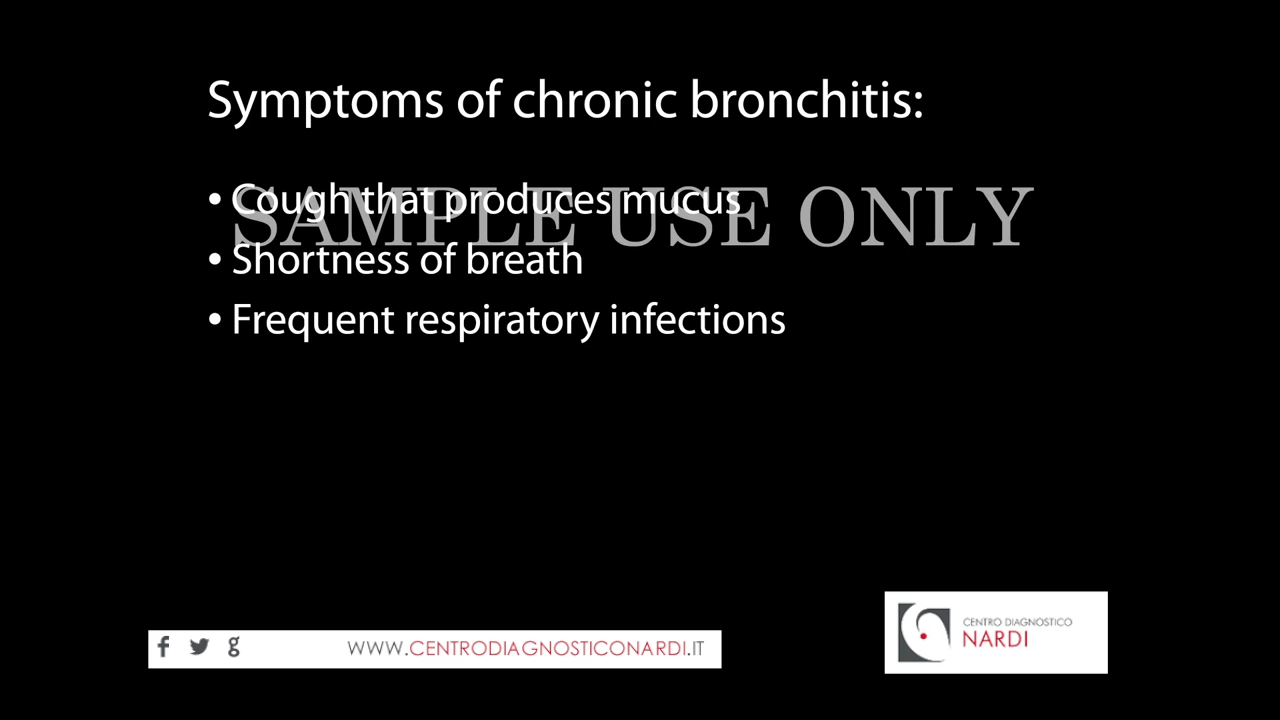 Symptoms of chronic bronchitis:
• Cough that produces mucus
SAMPLE USE ONLY
• Shortness of breath
• Frequent respiratory infections
CENTRO DIAGNOSTICO
NARDI
f g WWW.CENTRODIAGNOSTICONARDI.IT